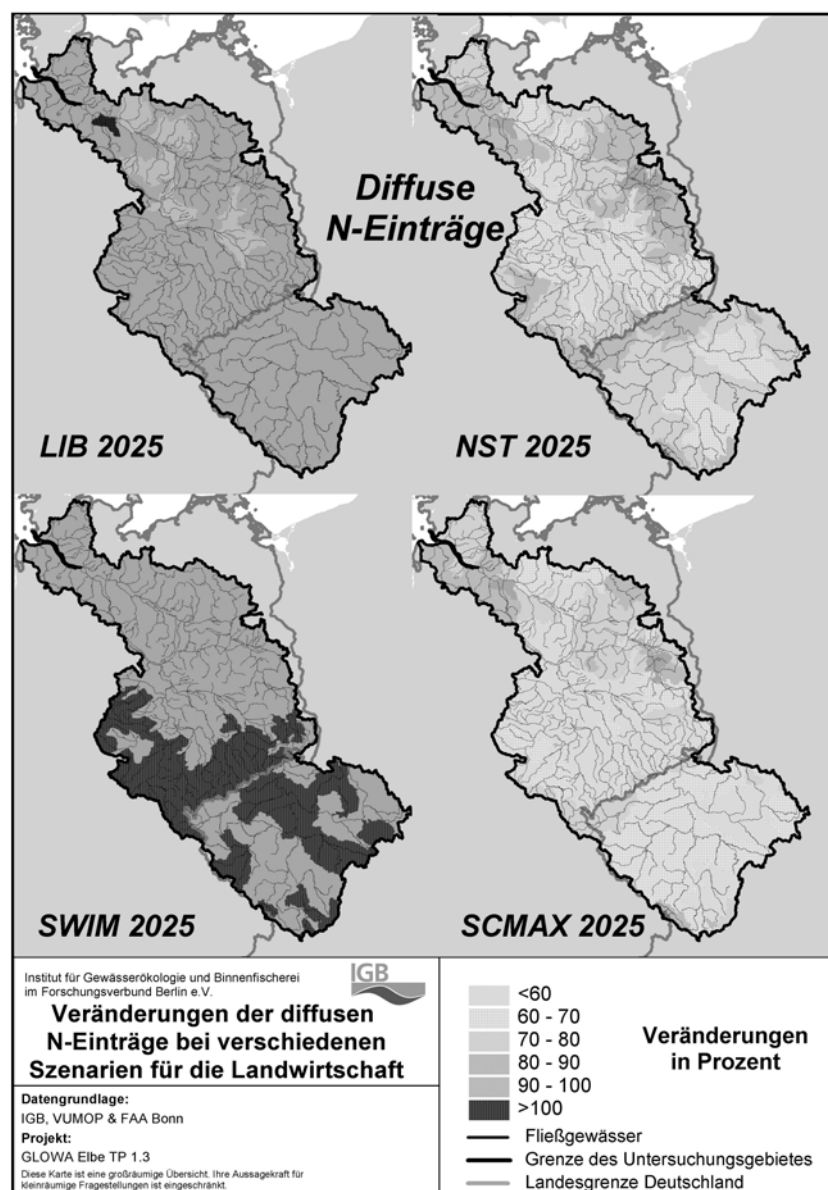 Diffuse
N-Einträge
LIB 2025
NST 2025
SWIM 2025
SCMAX 2025
Institut für Gewässerökologie und Binnenfischerei
im Forschungsverbund Berlin e.V.
IGB
Veränderungen der diffusen
N-Einträge bei verschiedenen
Szenarien für die Landwirtschaft
Datengrundlage:
IGB, VUMOP & FAA Bonn
Projekt:
GLOWA Elbe TP 1.3
Diese Karte ist eine großräumige Übersicht. Ihre Aussagekraft für
kleinräumige Fragestellungen ist eingeschränkt.
<60
60 - 70
70 - 80
80 - 90
90 - 100
>100
Veränderungen
in Prozent
Fließgewässer
Grenze des Untersuchungsgebietes
Landesgrenze Deutschland